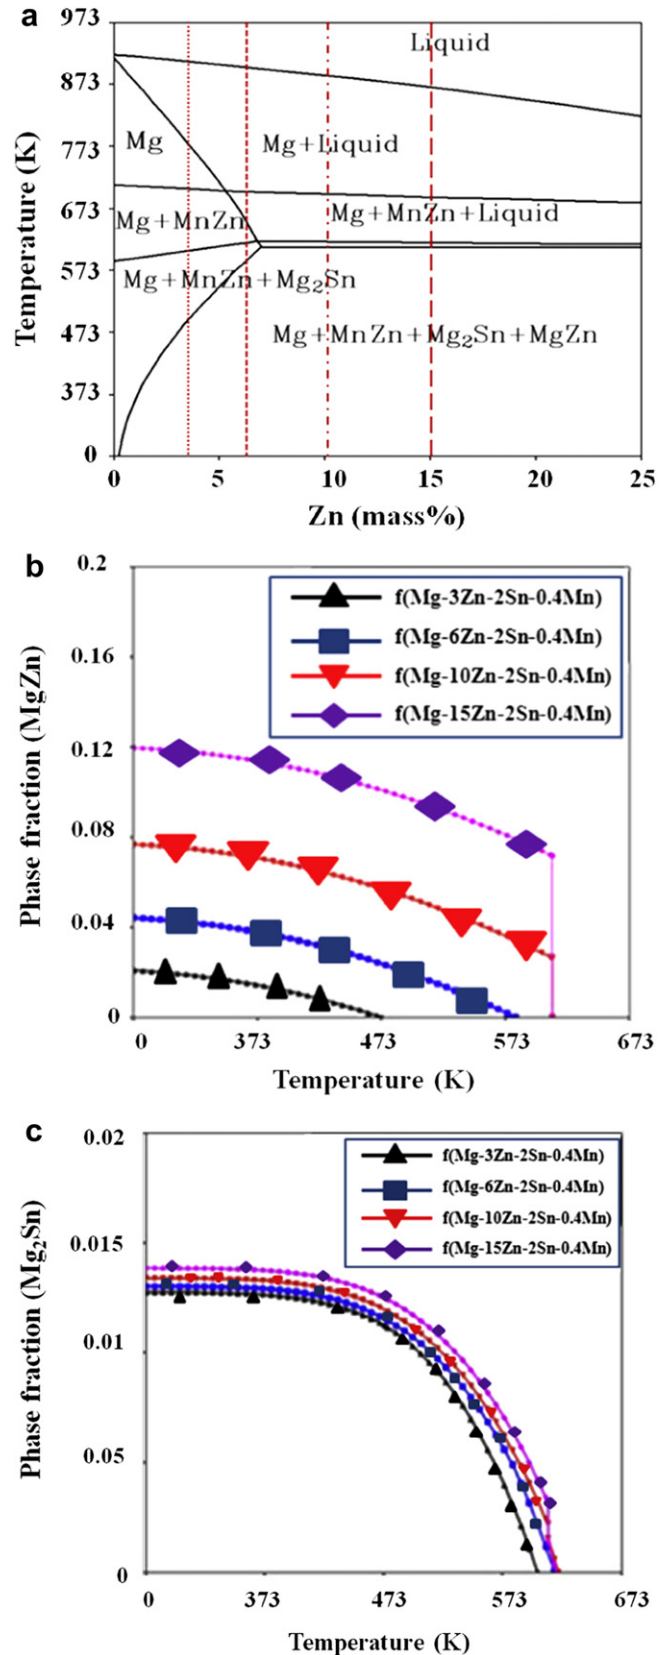 a
973
873
773
673
573
473
373
0
Temperature (K)
Liquid
Mg
Mg+Liquid
Mg+MnZn
Mg+MnZn+Liquid
Mg+MnZn+Mg₂Sn
Mg+MnZn+Mg₂Sn+MgZn
0 5 10 15 20 25
Zn (mass%)
b
0.2
0.16
0.12
0.08
0.04
0
Phase fraction (MgZn)
f(Mg-3Zn-2Sn-0.4Mn)
f(Mg-6Zn-2Sn-0.4Mn)
f(Mg-10Zn-2Sn-0.4Mn)
f(Mg-15Zn-2Sn-0.4Mn)
0 373 473 573 673
Temperature (K)
c
0.02
0.015
0.01
0.05
0
Phase fraction (Mg₂Sn)
f(Mg-3Zn-2Sn-0.4Mn)
f(Mg-6Zn-2Sn-0.4Mn)
f(Mg-10Zn-2Sn-0.4Mn)
f(Mg-15Zn-2Sn-0.4Mn)
0 373 473 573 673
Temperature (K)